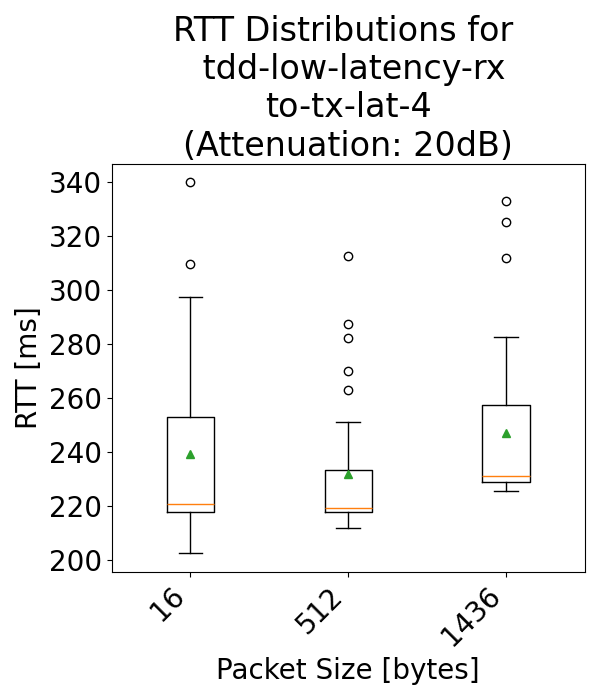 RTT Distributions for
tdd-low-latency-rx
to-tx-lat-4
(Attenuation: 20dB)
RTT [ms]
340
320
300
280
260
240
220
200
16
512
1436
Packet Size [bytes]